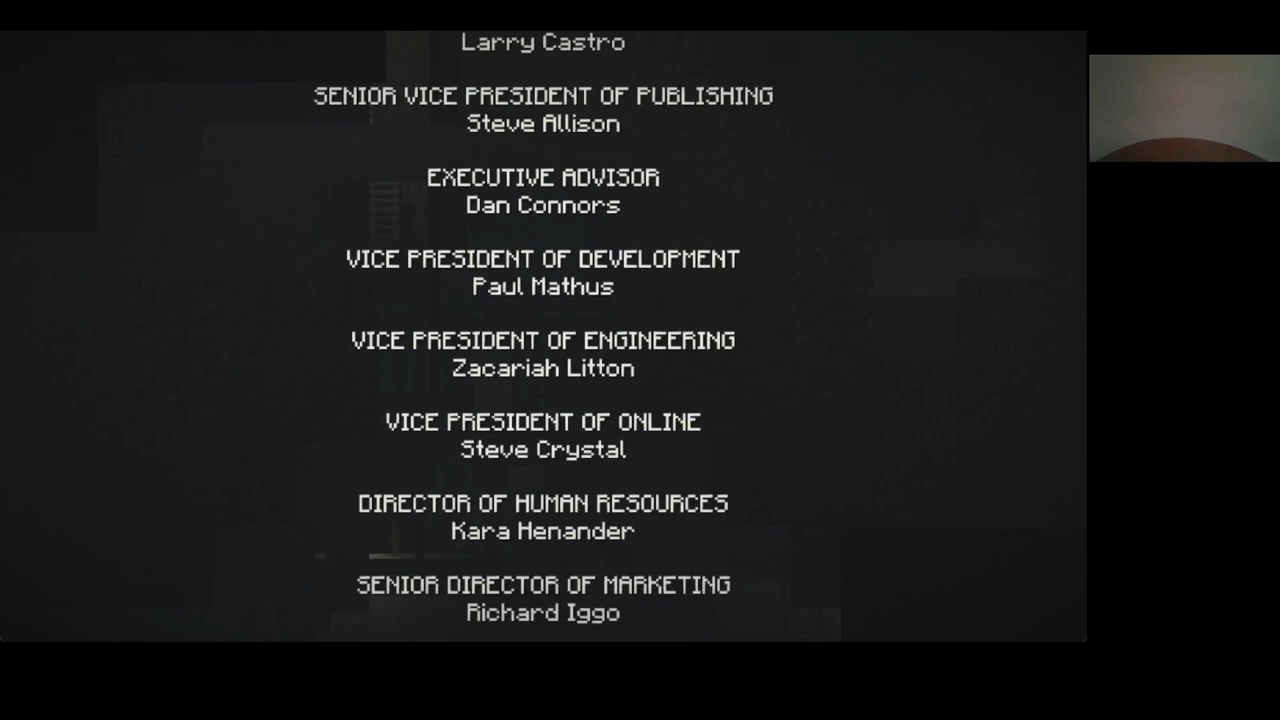 Larry Castro
SENIOR VICE PRESIDENT OF PUBLISHING
Steve Allison
EXECUTIVE ADVISOR
Dan Connors
VICE PRESIDENT OF DEVELOPMENT
Paul Mathus
VICE PRESIDENT OF ENGINEERING
Zacariah Litton
VICE PRESIDENT OF ONLINE
Steve Crystal
DIRECTOR OF HUMAN RESOURCES
Kara Henander
SENIOR DIRECTOR OF MARKETING
Richard Iggo